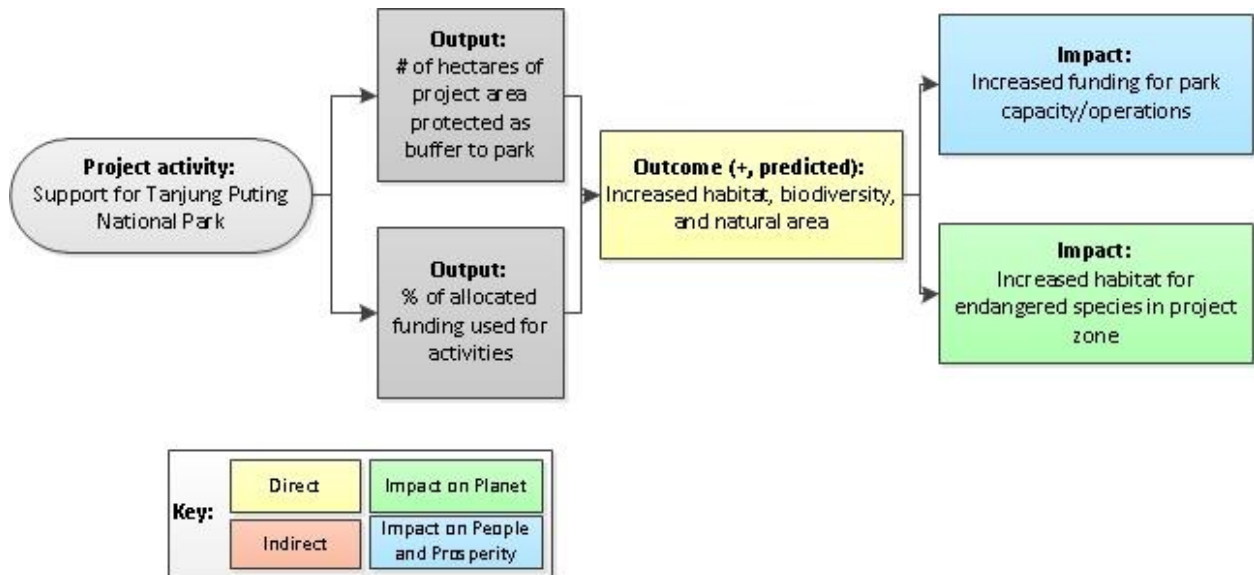 Project activity:
Support for Tanjung Puting
National Park
Output:
# of hectares of
project area
protected as
buffer to park
Output:
% of allocated
funding used for
activities
Outcome (+, predicted):
Increased habitat, biodiversity,
and natural area
Impact:
Increased funding for park
capacity/operations
Impact:
Increased habitat for
endangered species in project
zone
Key:
Direct
Impact on Planet
Indirect
Impact on People
and Prosperity